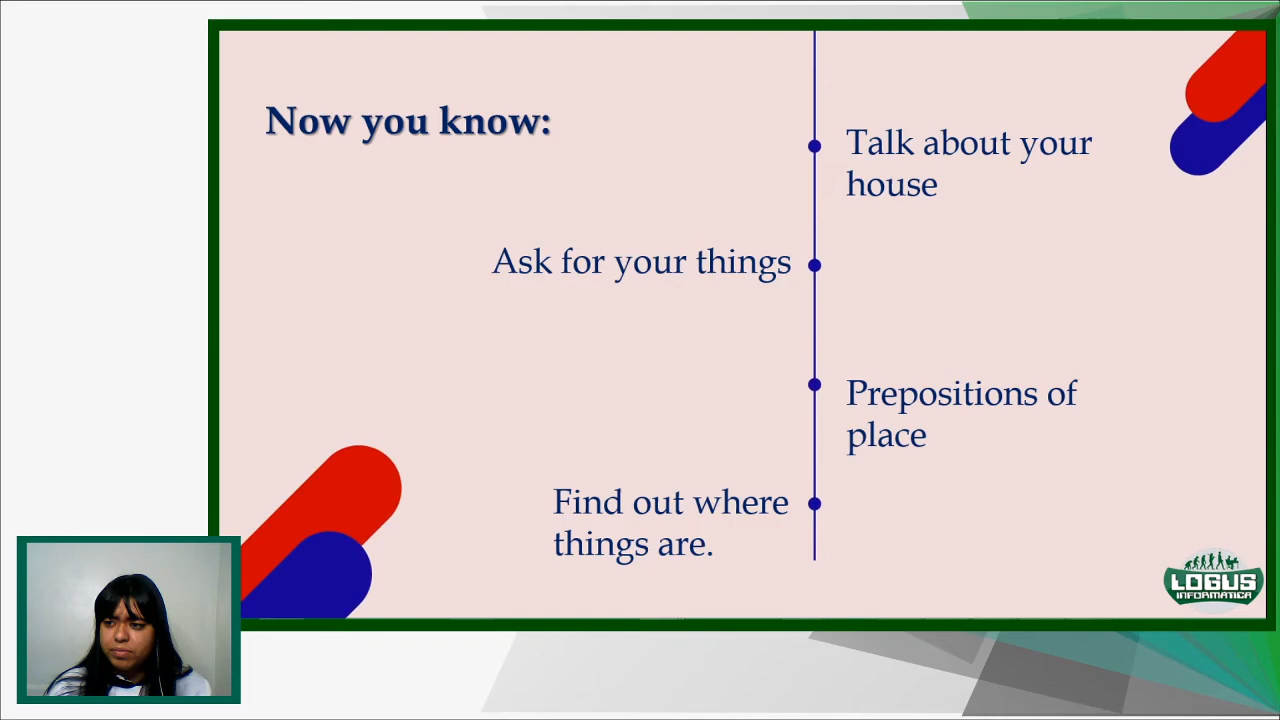 Now you know:
Talk about your
house
Ask for your things
Prepositions of
place
Find out where
things are.
LOGUS
INFORMATICA